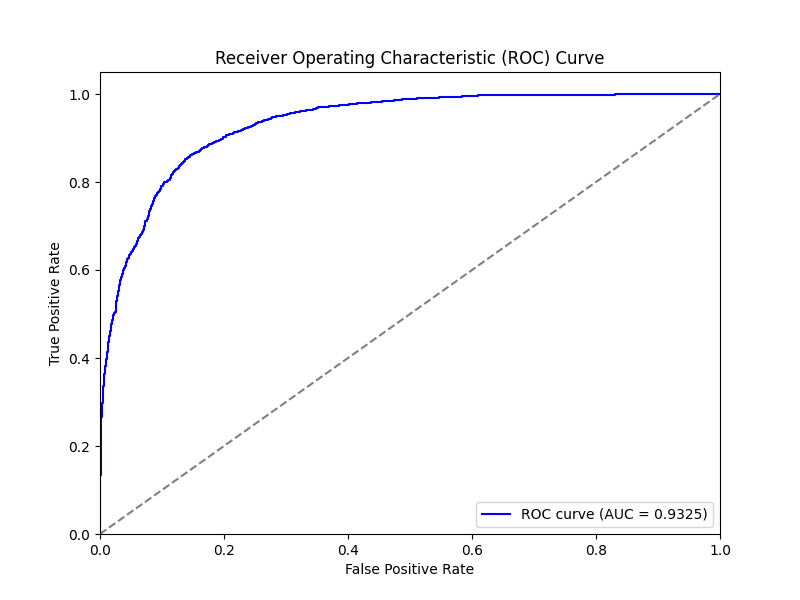 Receiver Operating Characteristic (ROC) Curve
True Positive Rate
1.0
0.8
0.6
0.4
0.2
0.0
ROC curve (AUC = 0.9325)
0.0 0.2 0.4 0.6 0.8 1.0
False Positive Rate